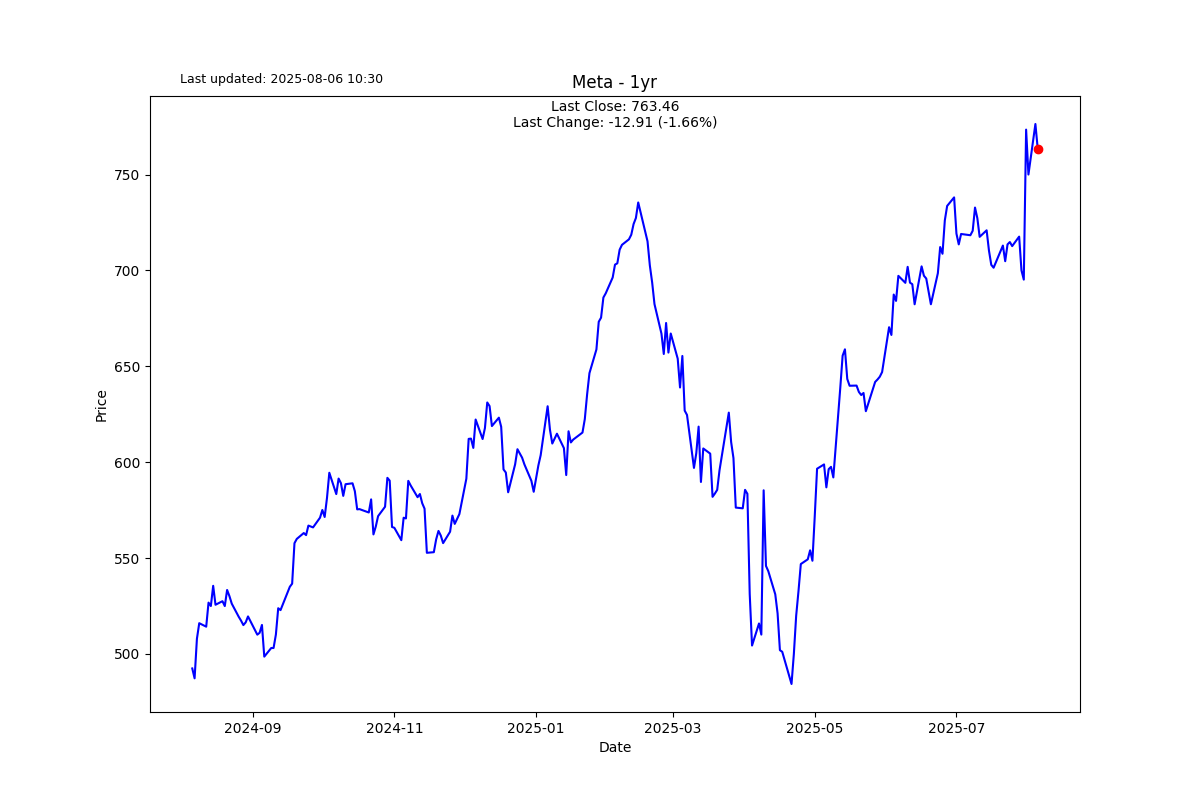 Last updated: 2025-08-06 10:30
Meta - 1yr
Last Close: 763.46
Last Change: -12.91 (-1.66%)
750
700
650
600
550
500
Price
2024-09
2024-11
2025-01
2025-03
2025-05
2025-07
Date